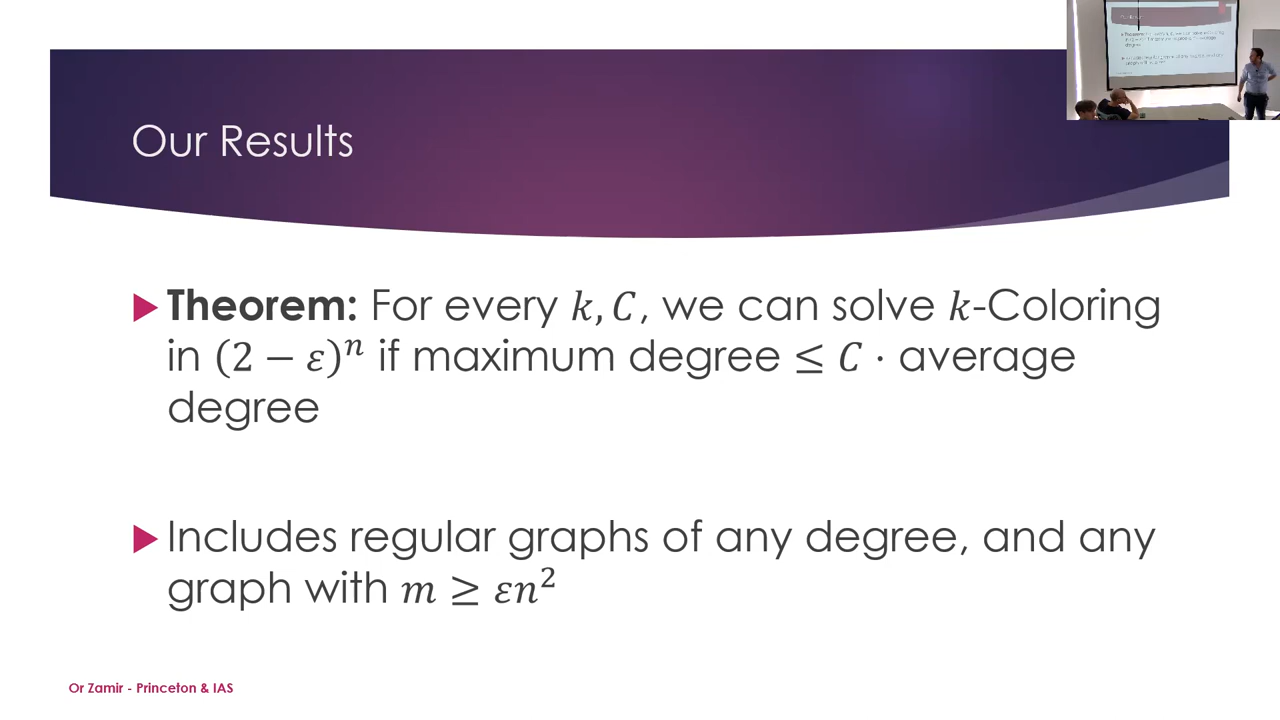 Our Results
Theorem: For every k, C, we can solve k-Coloring
in (2 − ε)ⁿ if maximum degree ≤ C · average
degree
Includes regular graphs of any degree, and any
graph with m ≥ εn²
Or Zamir - Princeton & IAS